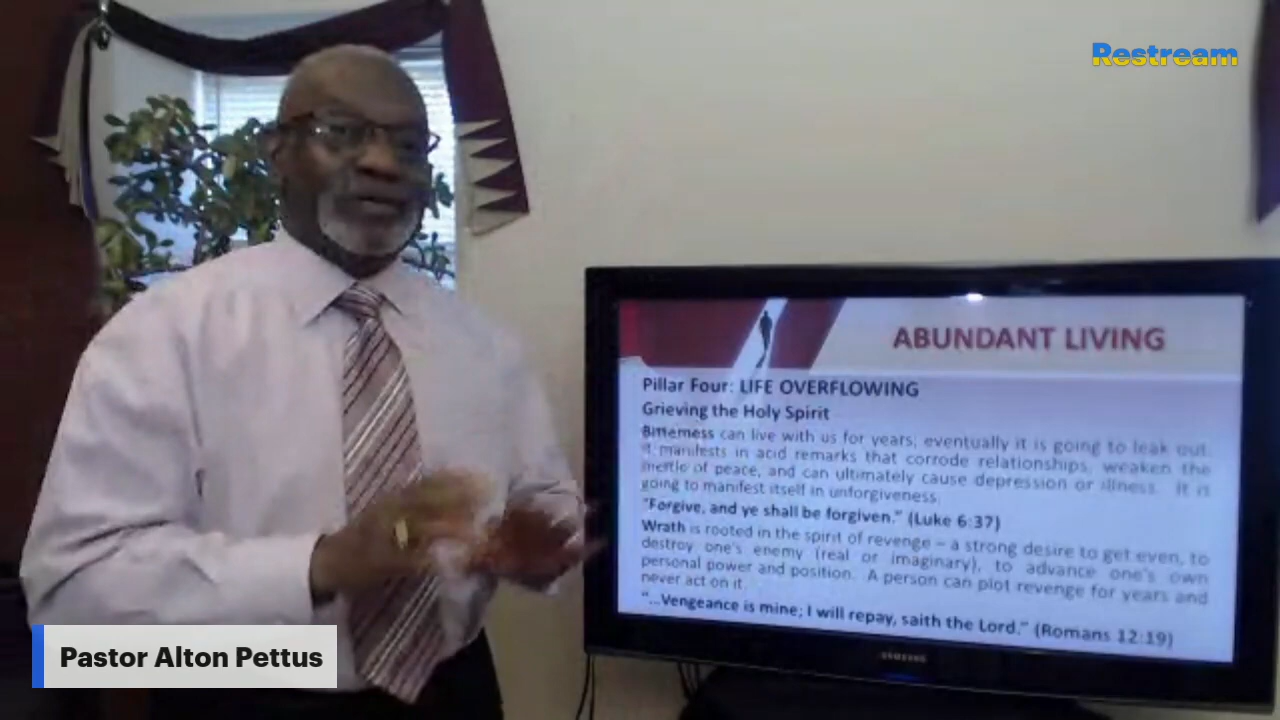 Restream
ABUNDANT LIVING
Pillar Four: LIFE OVERFLOWING
Grieving the Holy Spirit
Bitterness can live with us for years; eventually it is going to leak out.
It manifests in acid remarks that corrode relationships, weaken the
mettle of peace, and can ultimately cause depression or illness. It is
going to manifest itself in unforgiveness.
"Forgive, and ye shall be forgiven." (Luke 6:37)
Wrath is rooted in the spirit of revenge – a strong desire to get even, to
destroy one's enemy (real or imaginary), to advance one's own
personal power and position. A person can plot revenge for years and
never act on it.
"...Vengeance is mine; I will repay, saith the Lord." (Romans 12:19)
SAMSUNG
Pastor Alton Pettus